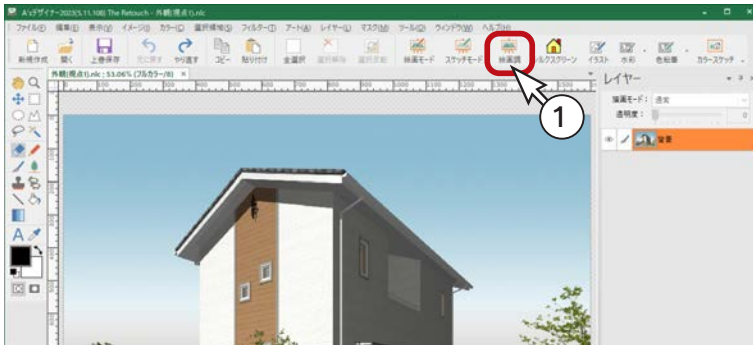 A'sデザイナー2023(5.11.108) The Retouch - 外観(視点1).nlc
ファイル(F) 編集(E) 表示(V) イメージ(I) カラー(C) 選択領域(S) フィルター(T) アート(A) レイヤー(L) マスク(M) ツール(G) ウィンドウ(W) ヘルプ(H)
新規作成 開く 上書保存 元に戻す やり直す コピー 貼り付け 全選択 選択解除 選択反転 絵画モード スケッチモード 絵画調 シルクスクリーン イラスト 水彩 色鉛筆 カラースケッチ
外観(視点1).nlc : 53.06% (フルカラー/8) ×
レイヤー
描画モード: 通常
透明度: 0
背景
1